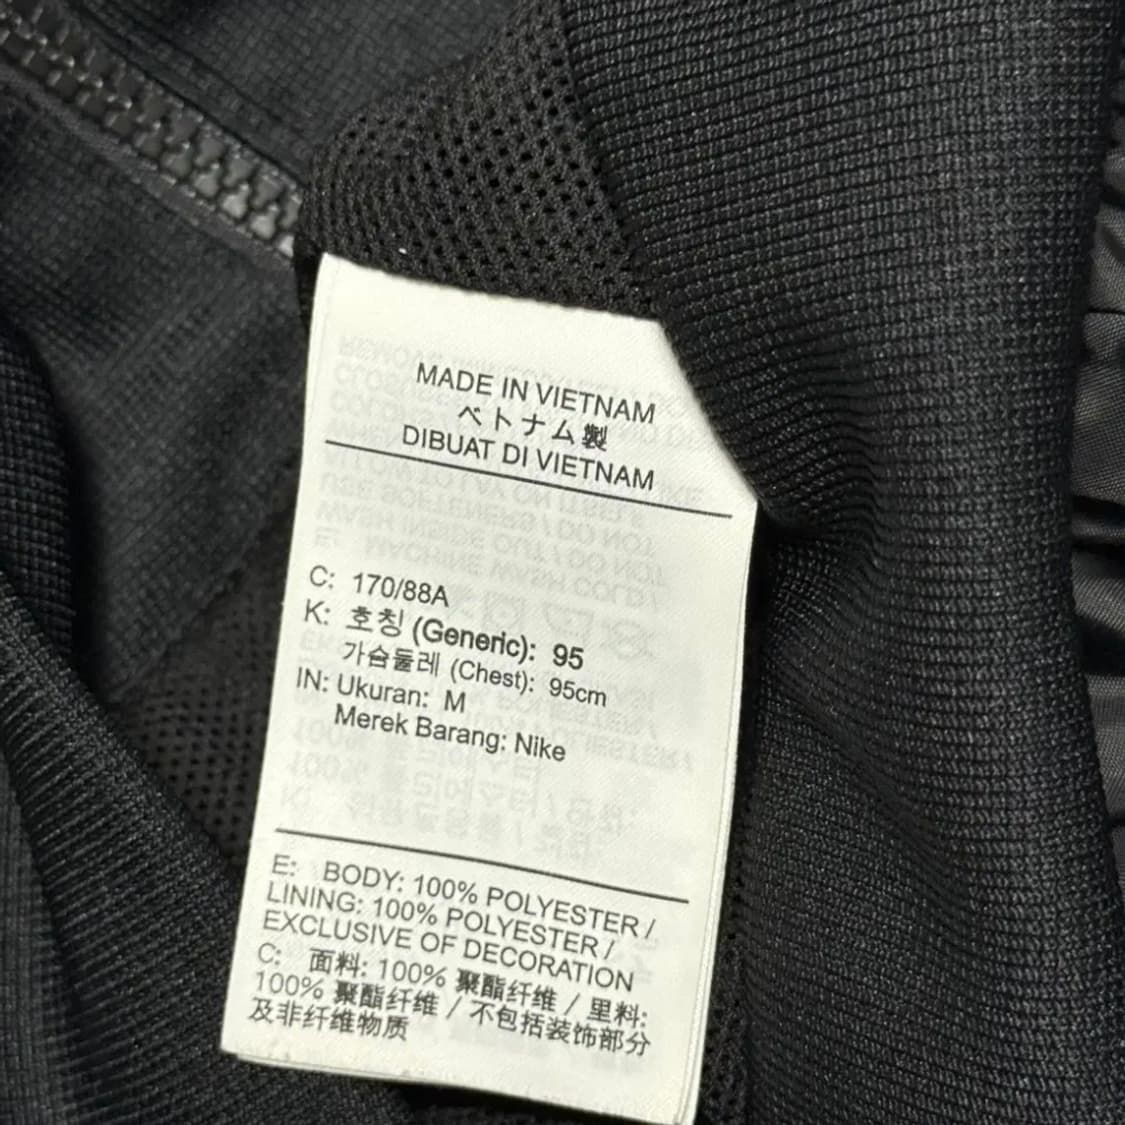 MADE IN VIETNAM
ベトナム製
DIBUAT DI VIETNAM
C: 170/88A
K: 호칭 (Generic): 95
가슴둘레 (Chest): 95cm
IN: Ukuran: M
Merek Barang: Nike
E: BODY: 100% POLYESTER /
LINING: 100% POLYESTER /
EXCLUSIVE OF DECORATION
C: 面料: 100% 聚酯纤维 / 里料:
100% 聚酯纤维 / 不包括装饰部分
及非纤维物质